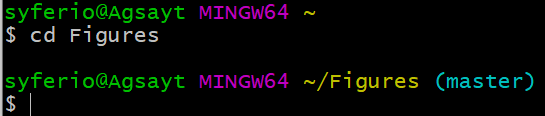 syferio@Agsayt MINGW64 ~
$ cd Figures
syferio@Agsayt MINGW64 ~/Figures (master)
$